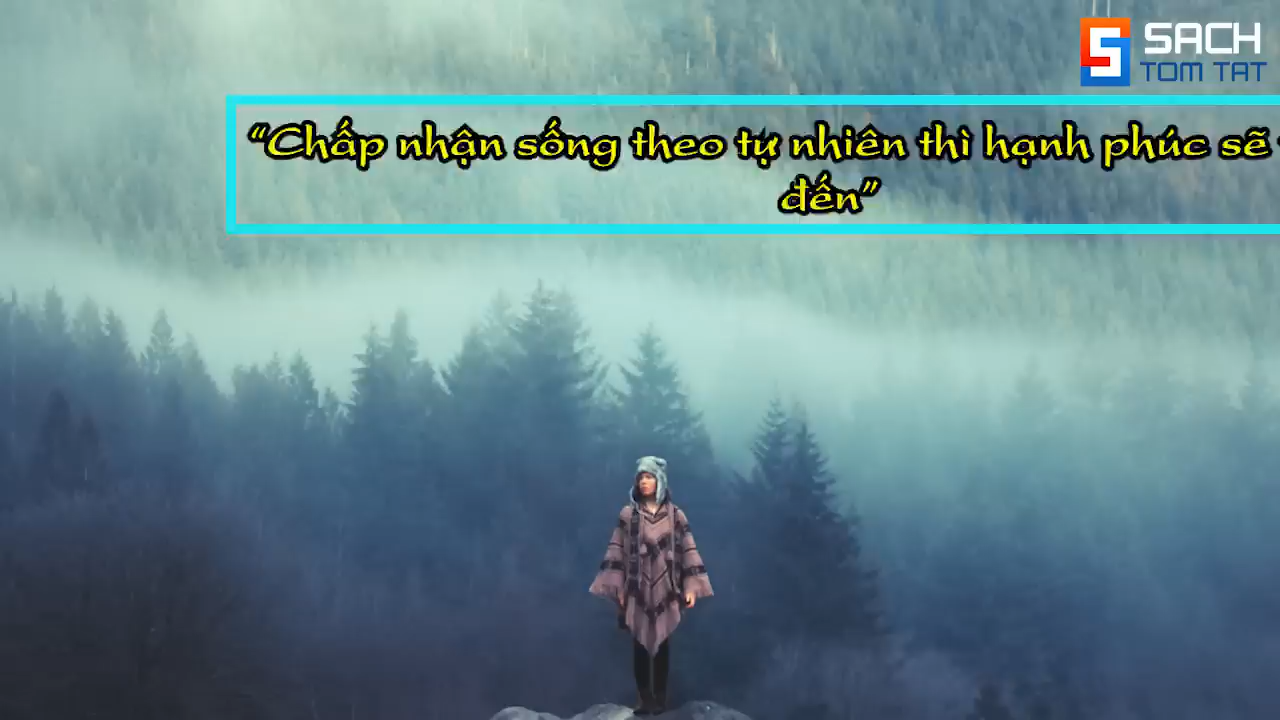 SACH
TOM TAT
“Chấp nhận sống theo tự nhiên thì hạnh phúc sẽ
đến”